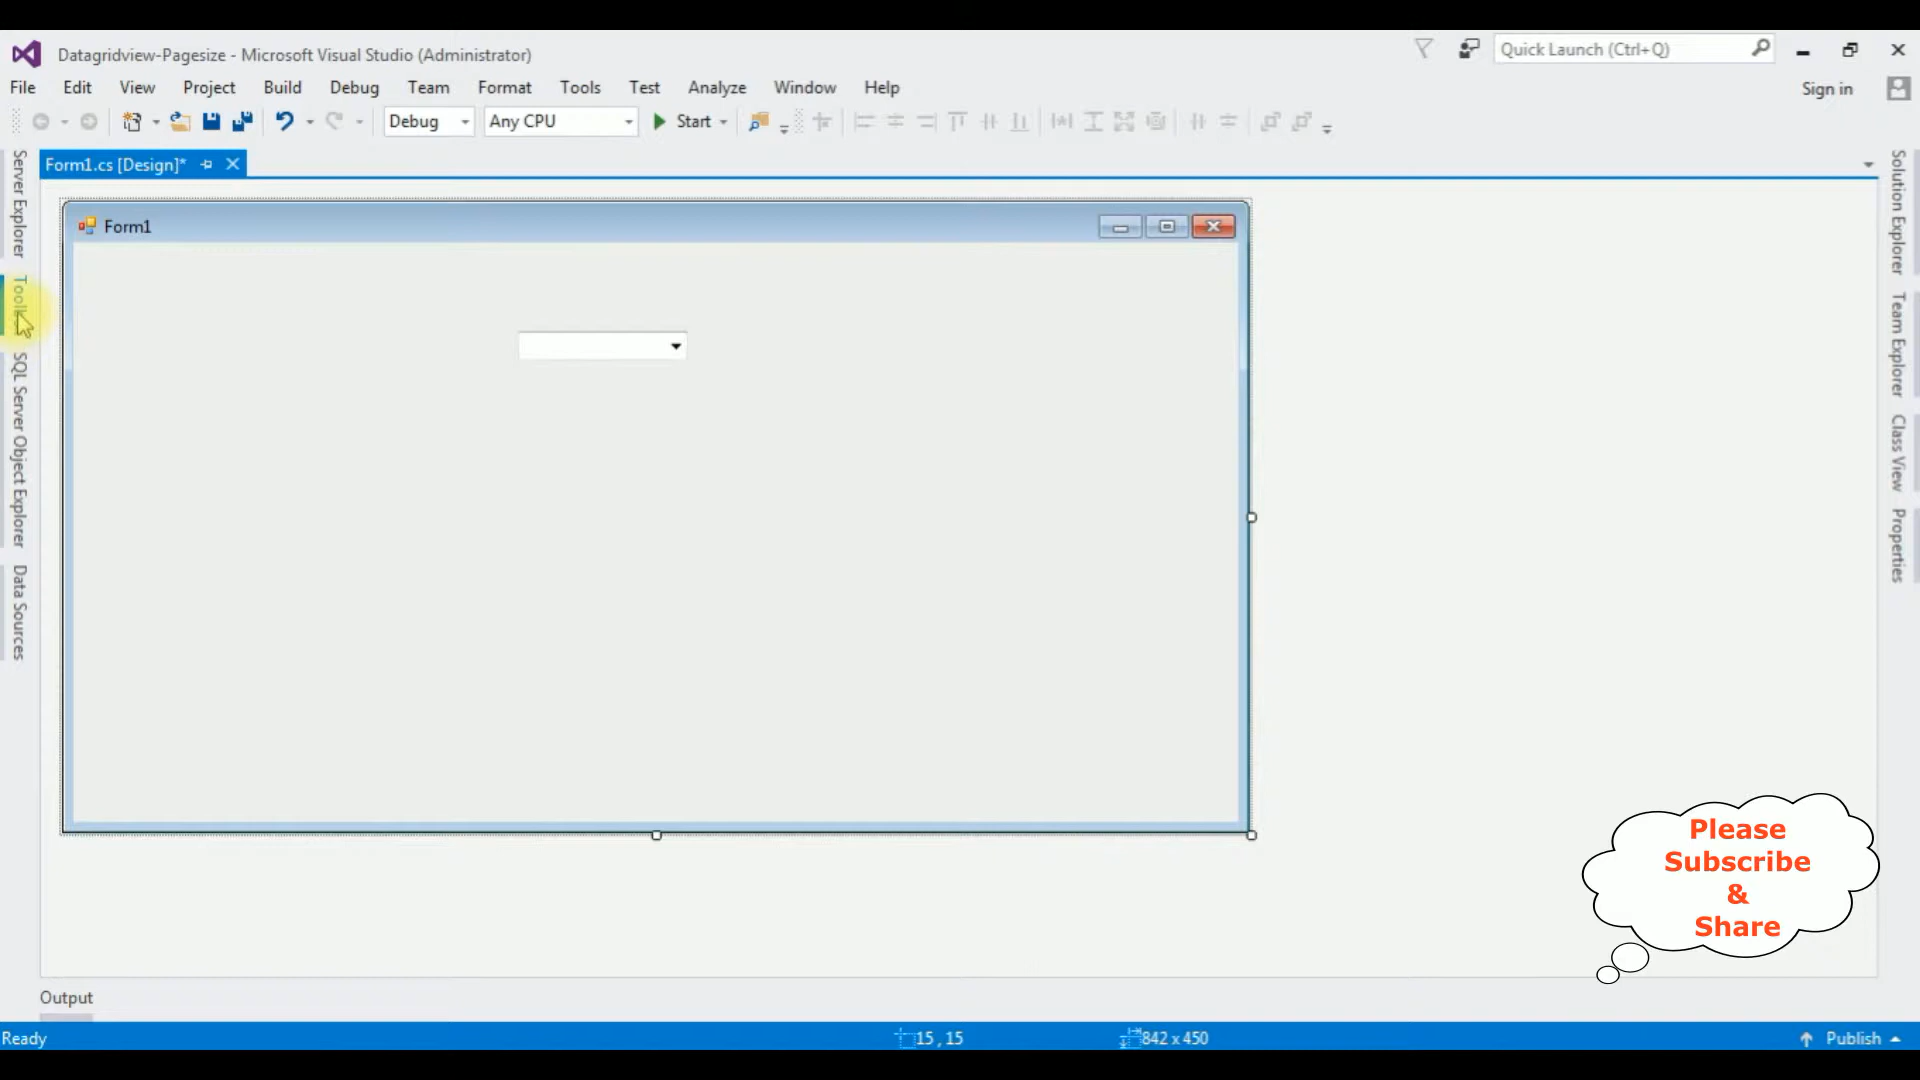 Datagridview-Pagesize - Microsoft Visual Studio (Administrator)
Quick Launch (Ctrl+Q)
File Edit View Project Build Debug Team Format Tools Test Analyze Window Help
Sign in
Debug Any CPU Start
Form1.cs [Design]*
Server Explorer
SQL Server Object Explorer
Data Sources
Form1
Solution Explorer
Team Explorer
Class View
Properties
Please
Subscribe
&
Share
Output
Ready 15 , 15 842 x 450 Publish